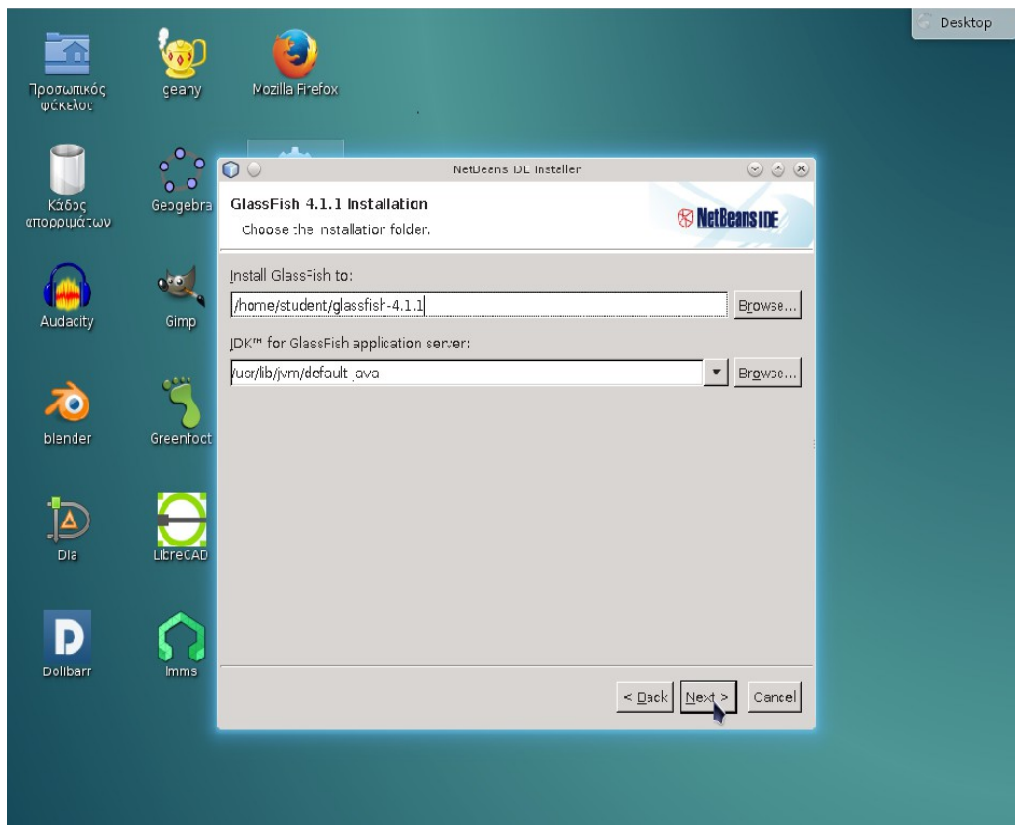 Desktop
Προσωπικός
φάκελος
geany
Mozilla Firefox
Κάδος
απορριμάτων
Geogebra
NetBeans IDE Installer
GlassFish 4.1.1 Installation
Choose the installation folder.
NetBeans IDE
Install GlassFish to:
/home/student/glassfish-4.1.1
Browse...
JDK™ for GlassFish application server:
/usr/lib/jvm/default-java
Browse...
Audacity
Gimp
blender
Greenfoot
Dia
LibreCAD
Dolibarr
lmms
< Back
Next >
Cancel